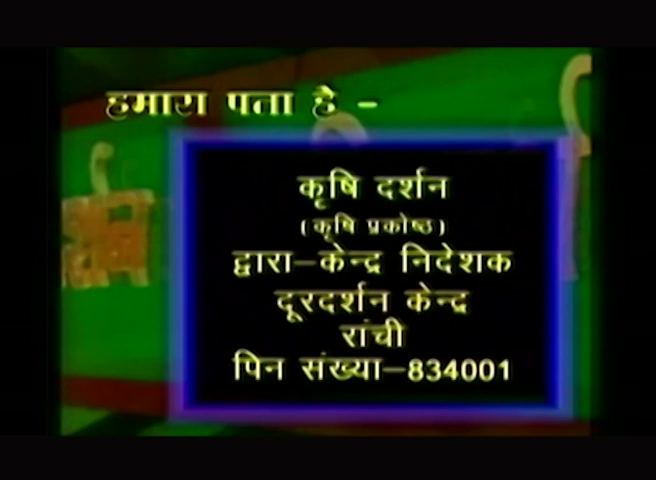 हमारा पता है -
कृषि दर्शन
(कृषि प्रकोष्ठ)
द्वारा-केन्द्र निदेशक
दूरदर्शन केन्द्र
रांची
पिन संख्या-834001